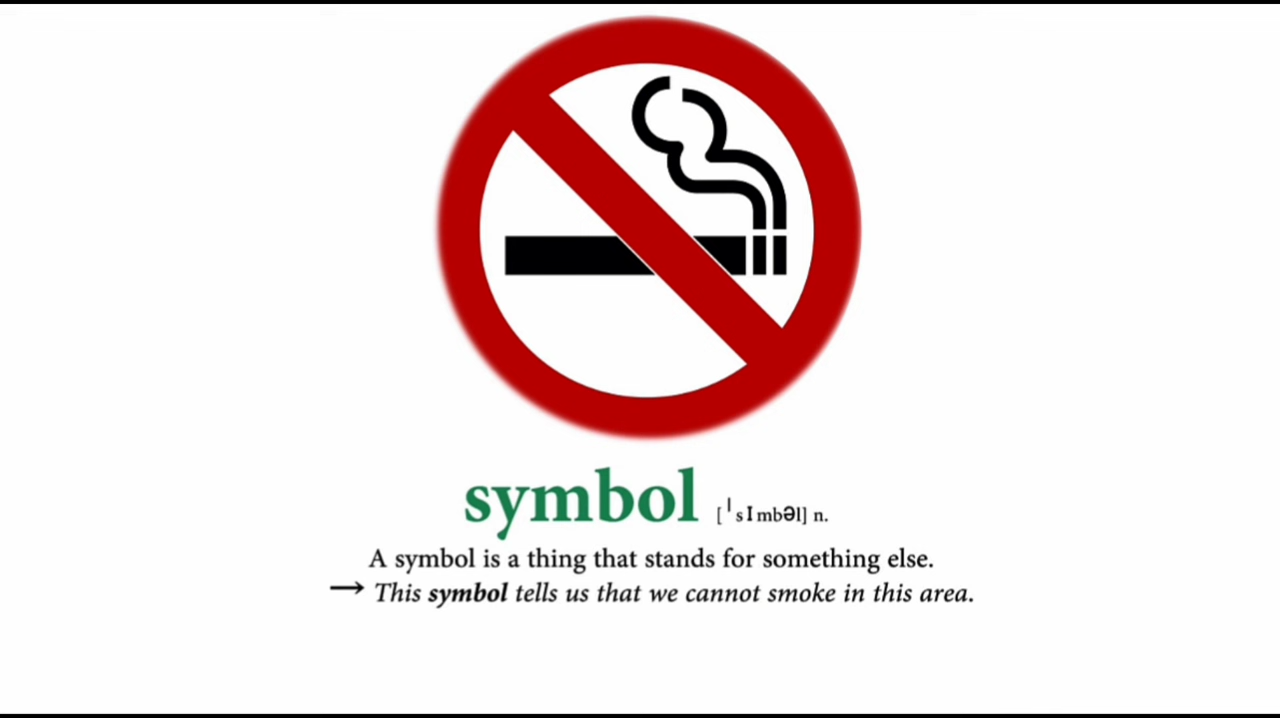 symbol [ˈsɪmbəl] n.
A symbol is a thing that stands for something else.
→ This symbol tells us that we cannot smoke in this area.